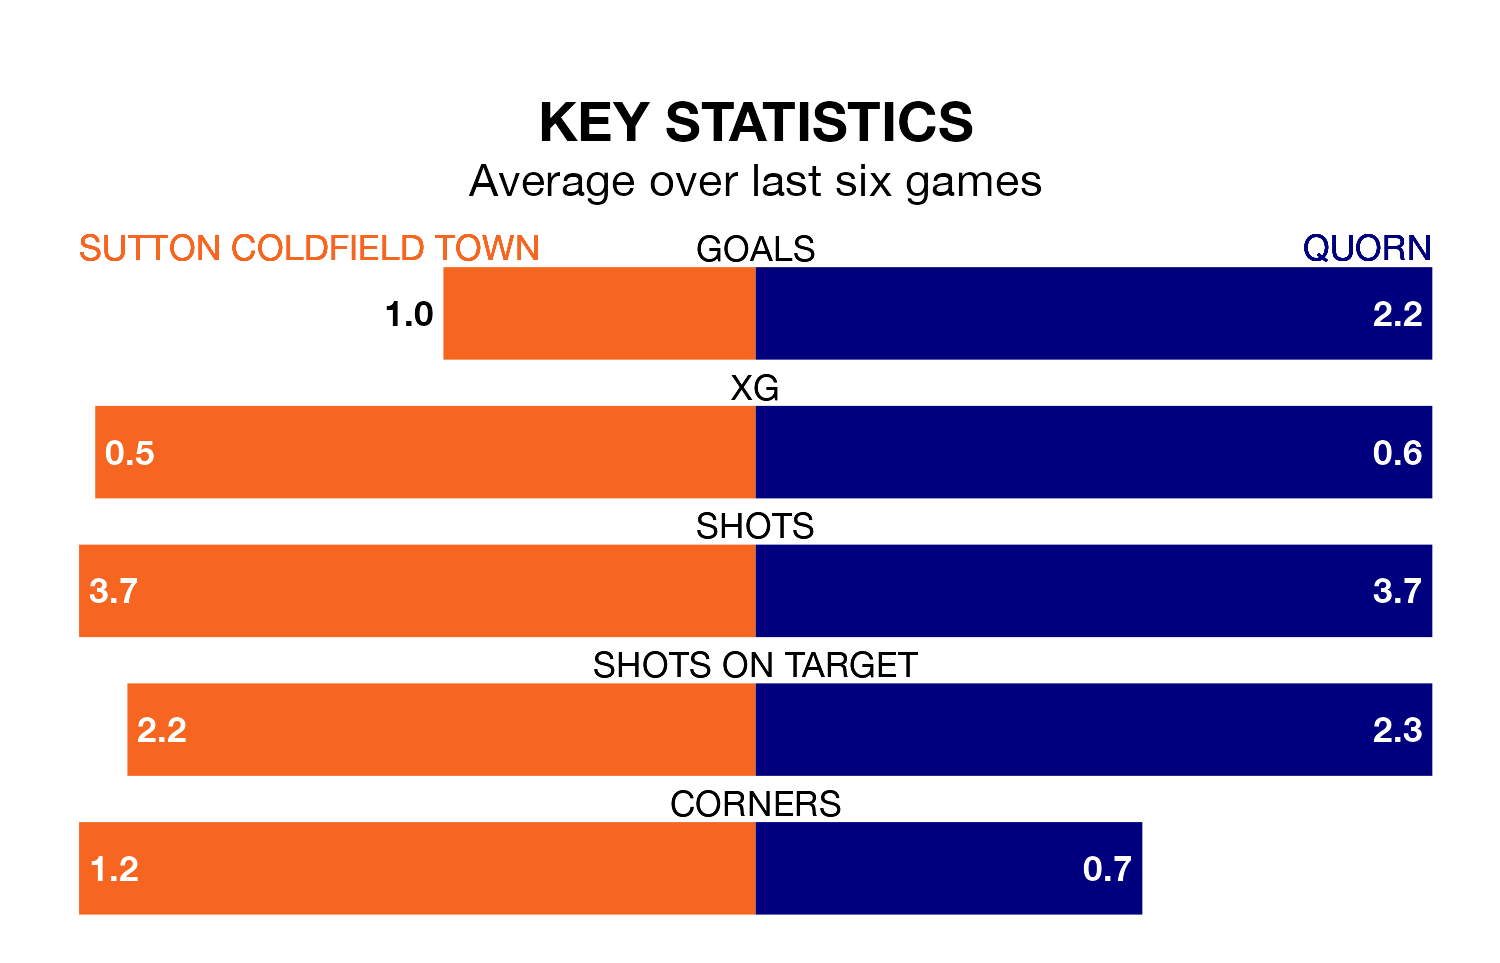 KEY STATISTICS
Average over last six games
SUTTON COLDFIELD TOWN GOALS QUORN
1.0 2.2
XG
0.5 0.6
SHOTS
3.7 3.7
SHOTS ON TARGET
2.2 2.3
CORNERS
1.2 0.7